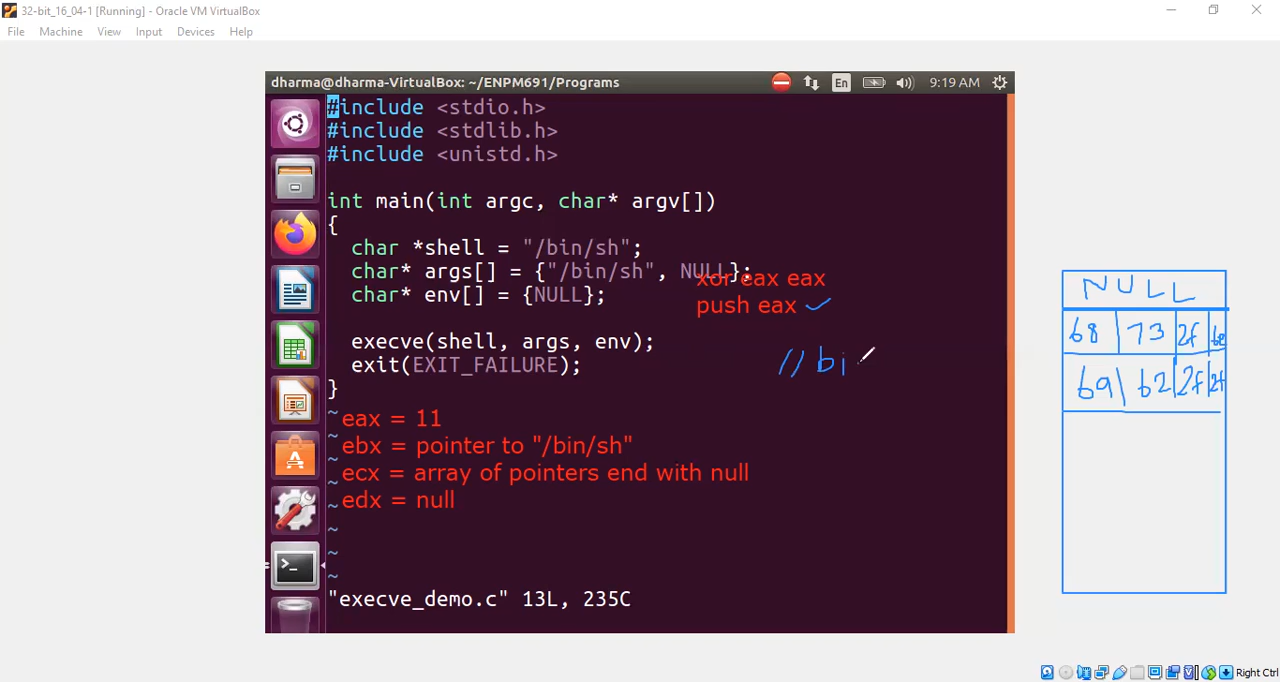 32-bit_16_04-1 [Running] - Oracle VM VirtualBox
File Machine View Input Devices Help
dharma@dharma-VirtualBox: ~/ENPM691/Programs En 9:19 AM
#include <stdio.h>
#include <stdlib.h>
#include <unistd.h>
int main(int argc, char* argv[])
{
char *shell = "/bin/sh";
char* args[] = {"/bin/sh", NULL};
char* env[] = {NULL};
execve(shell, args, env);
exit(EXIT_FAILURE);
}
xor eax eax
push eax
// bi
~ eax = 11
~ ebx = pointer to "/bin/sh"
~ ecx = array of pointers end with null
~ edx = null
~
~
~
"execve_demo.c" 13L, 235C
NULL
68 73 2f 6e
69 62 2f 2f
Right Ctrl